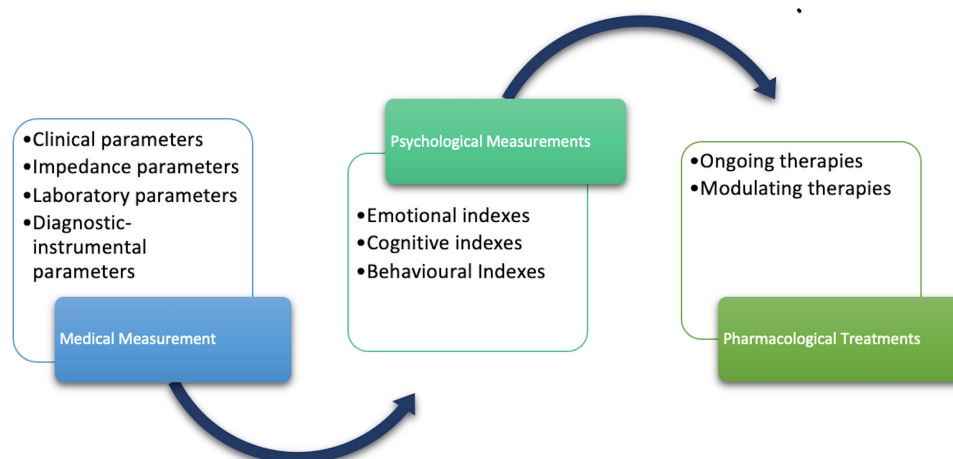 •Clinical parameters
•Impedance parameters
•Laboratory parameters
•Diagnostic-
instrumental
parameters
Medical Measurement
Psychological Measurements
•Emotional indexes
•Cognitive indexes
•Behavioural Indexes
•Ongoing therapies
•Modulating therapies
Pharmacological Treatments